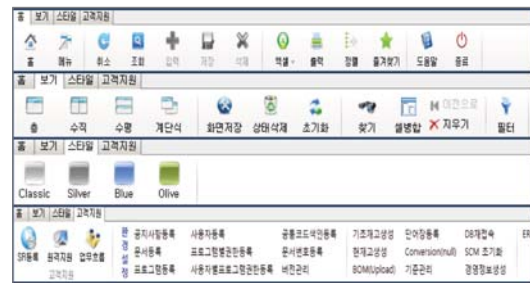 홈 보기 스타일 고객지원
홈 메뉴 취소 조회 입력 저장 삭제 엑셀 출력 정렬 즐겨찾기 도움말 종료
홈 보기 스타일 고객지원
층 수직 수평 계단식 화면저장 상태삭제 초기화 찾기 셀병합 이전으로 필터
지우기
홈 보기 스타일 고객지원
Classic Silver Blue Olive
홈 보기 스타일 고객지원
공지사항등록 사용자등록 공통코드색인등록 기초재고생성 단어장등록 DB재접속
SR등록 원격지원 업무흐름 환경설정 문서등록 프로그램별권한등록 문서번호등록 현재고생성 Conversion(null) SCM 초기화
고객지원 프로그램등록 사용자별프로그램권한등록 버전관리 BOM(Upload) 기준관리 경영정보생성